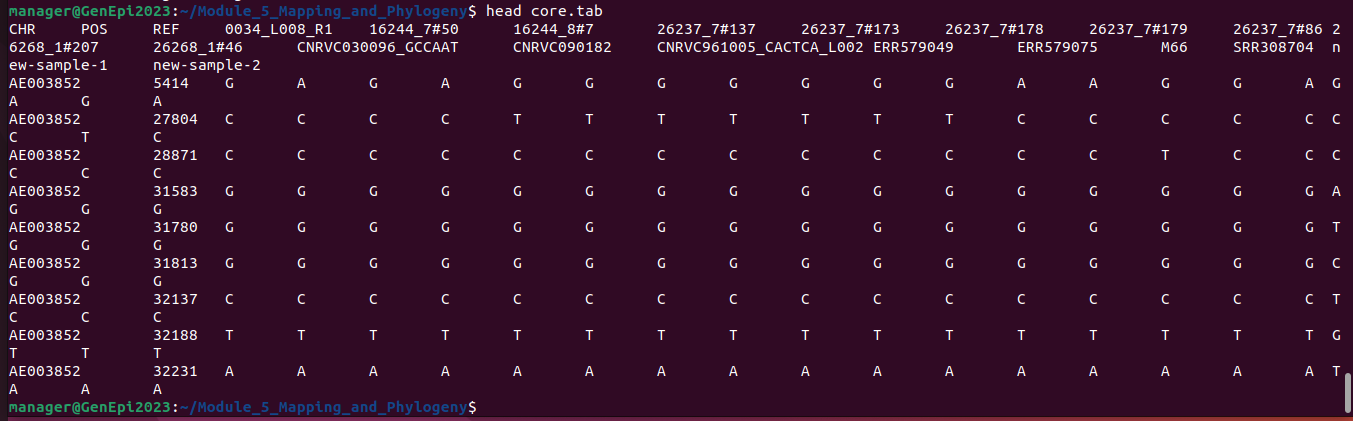 manager@GenEpi2023:~/Module_5_Mapping_and_Phylogeny$ head core.tab
CHR POS REF 0034_L008_R1 16244_7#50 16244_8#7 26237_7#137 26237_7#173 26237_7#178 26237_7#179 26237_7#86 2
6268_1#207 26268_1#46 CNRVC030096_GCCAAT CNRVC090182 CNRVC961005_CACTCA_L002 ERR579049 ERR579075 M66 SRR308704 n
ew-sample-1 new-sample-2
AE003852 5414 G A G A G G G G G G G A A G G A G
A G A
AE003852 27804 C C C C T T T T T T T C C C C C C
C T C
AE003852 28871 C C C C C C C C C C C C C T C C C
C C C
AE003852 31583 G G G G G G G G G G G G G G G G A
G G G
AE003852 31780 G G G G G G G G G G G G G G G G T
G G G
AE003852 31813 G G G G G G G G G G G G G G G G C
G G G
AE003852 32137 C C C C C C C C C C C C C C C C T
C C C
AE003852 32188 T T T T T T T T T T T T T T T T G
T T T
AE003852 32231 A A A A A A A A A A A A A A A A T
A A A
manager@GenEpi2023:~/Module_5_Mapping_and_Phylogeny$